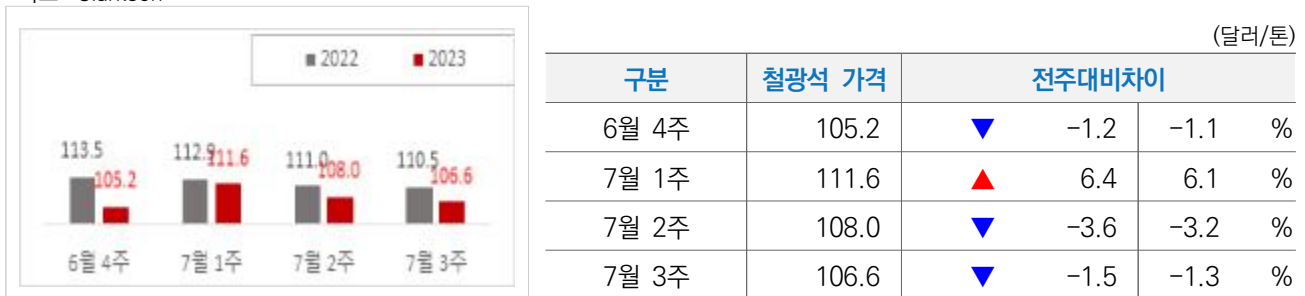 ■ 2022 ■ 2023
113.5 105.2 112.9 111.6 111.0 108.0 110.5 106.6
6월 4주 7월 1주 7월 2주 7월 3주
(달러/톤)
구분 철광석 가격 전주대비차이
6월 4주 105.2 ▼ -1.2 -1.1 %
7월 1주 111.6 ▲ 6.4 6.1 %
7월 2주 108.0 ▼ -3.6 -3.2 %
7월 3주 106.6 ▼ -1.5 -1.3 %